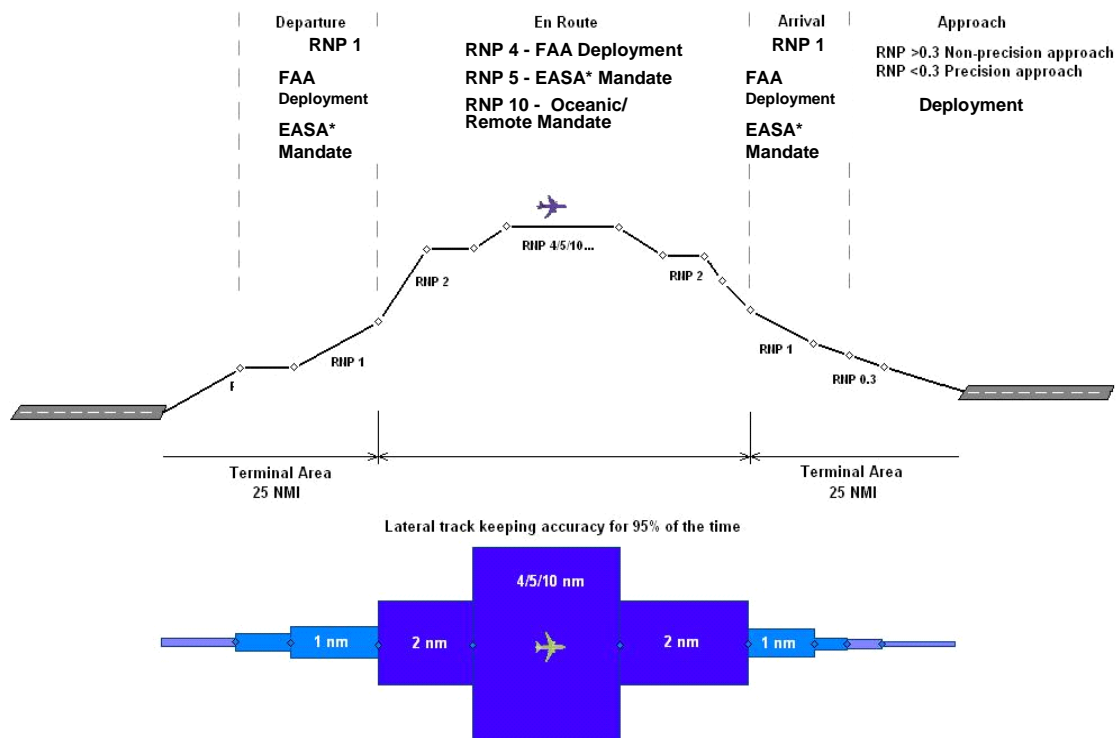 Departure
RNP 1
FAA
Deployment
EASA*
Mandate
En Route
RNP 4 - FAA Deployment
RNP 5 - EASA* Mandate
RNP 10 - Oceanic/
Remote Mandate
Arrival
RNP 1
FAA
Deployment
EASA*
Mandate
Approach
RNP >0.3 Non-precision approach
RNP <0.3 Precision approach
Deployment
RNP 4/5/10...
RNP 2
RNP 2
RNP 1
RNP 1
RNP 0.3
Terminal Area
25 NMI
Terminal Area
25 NMI
Lateral track keeping accuracy for 95% of the time
4/5/10 nm
1 nm
2 nm
2 nm
1 nm